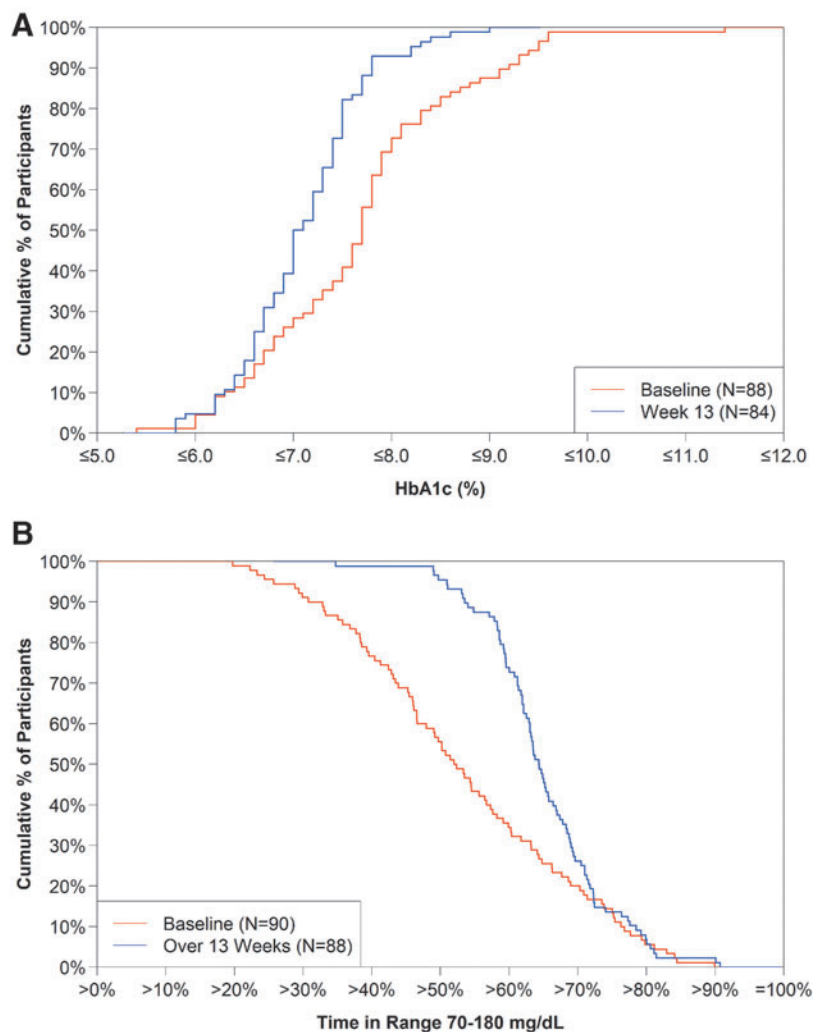 A
100%
90%
80%
70%
60%
50%
40%
30%
20%
10%
0%
Cumulative % of Participants
Baseline (N=88)
Week 13 (N=84)
≤5.0 ≤6.0 ≤7.0 ≤8.0 ≤9.0 ≤10.0 ≤11.0 ≤12.0
HbA1c (%)
B
100%
90%
80%
70%
60%
50%
40%
30%
20%
10%
0%
Cumulative % of Participants
Baseline (N=90)
Over 13 Weeks (N=88)
>0% >10% >20% >30% >40% >50% >60% >70% >80% >90% =100%
Time in Range 70-180 mg/dL